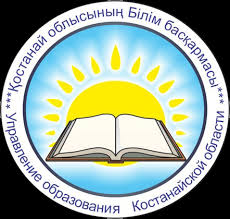 ***Қостанай облысының Білім басқармасы***
Управление образования Костанайской области